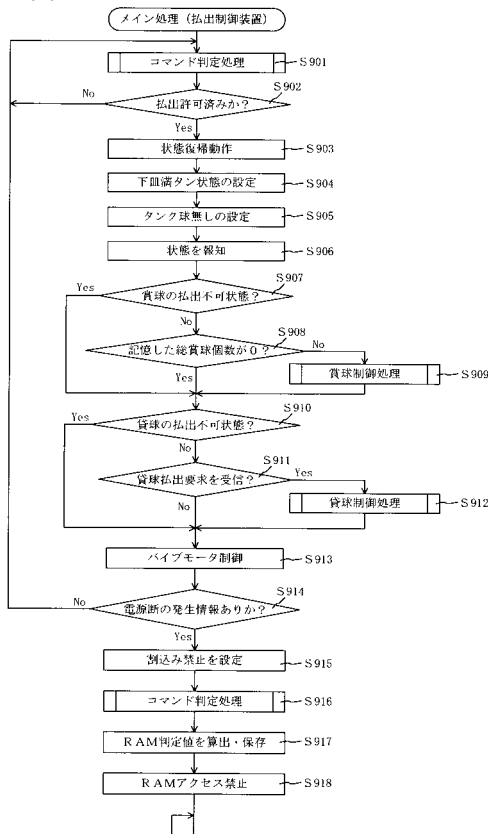 メイン処理（払出制御装置）
コマンド判定処理 S901
No S902
払出許可済みか？
Yes
状態復帰動作 S903
下皿満タン状態の設定 S904
タンク球無しの設定 S905
状態を報知 S906
Yes S907
賞球の払出不可状態？
No
S908
記憶した総賞球個数が０？ No
Yes
賞球制御処理 S909
Yes S910
貸球の払出不可状態？
No
S911
貸球払出要求を受信？ Yes
No
貸球制御処理 S912
バイブモータ制御 S913
No S914
電源断の発生情報ありか？
Yes
割込み禁止を設定 S915
コマンド判定処理 S916
ＲＡＭ判定値を算出・保存 S917
ＲＡＭアクセス禁止 S918